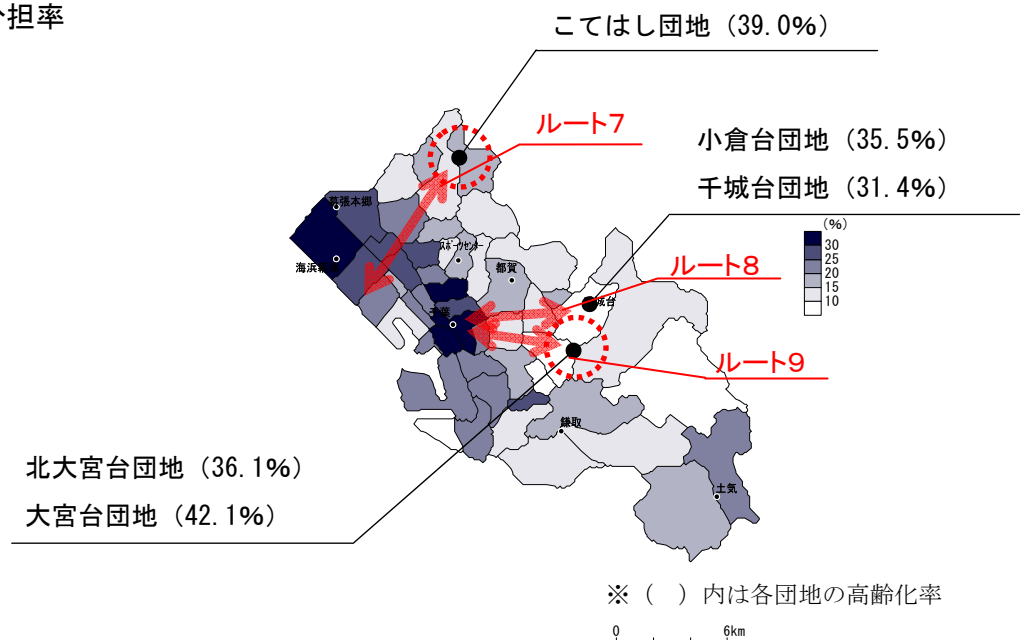 担率
こてはし団地 (39.0%)
ルート7
小倉台団地 (35.5%)
千城台団地 (31.4%)
幕張本郷
(%)
30
25
20
15
10
スポーツセンター
海浜幕
都賀
ルート8
城台
千葉
ルート9
鎌取
北大宮台団地 (36.1%)
大宮台団地 (42.1%)
土気
※ ( ) 内は各団地の高齢化率
0 6km